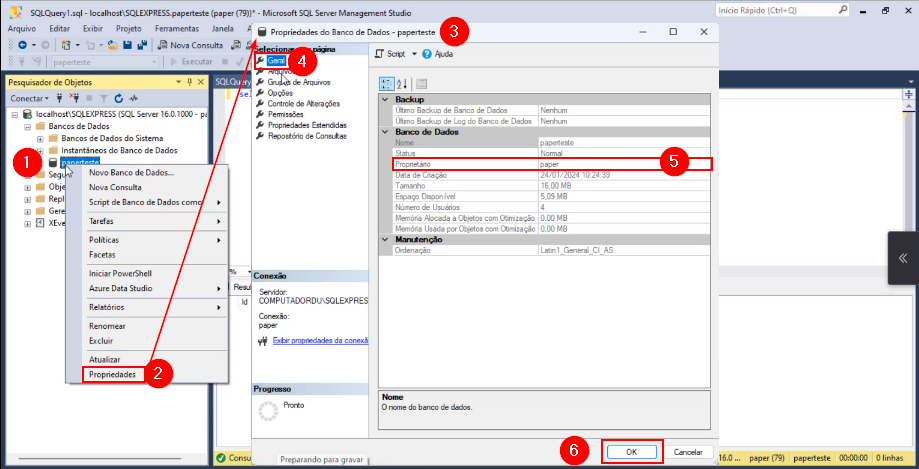 SQLQuery1.sql - localhost\SQLEXPRESS.paperteste (paper (79))* - Microsoft SQL Server Management Studio
Início Rápido (Ctrl+Q)
Arquivo Editar Exibir Projeto Ferramentas Janela
Nova Consulta
paperteste
Executar
Pesquisador de Objetos
Conectar
localhost\SQLEXPRESS (SQL Server 16.0.1000 - pa
Bancos de Dados
Bancos de Dados do Sistema
Instantâneos do Banco de Dados
1
paperteste
Segu
Obje
Repl
Gere
XEve
Novo Banco de Dados...
Nova Consulta
Script de Banco de Dados como
Tarefas
Políticas
Facetas
Iniciar PowerShell
Azure Data Studio
Relatórios
Renomear
Excluir
Atualizar
Propriedades
2
SQLQuery
sel
%
Resul
Id
Consu
Propriedades do Banco de Dados - paperteste
3
Selecionar uma página
Geral
4
Arquivos
Grupos de Arquivos
Opções
Controle de Alterações
Permissões
Propriedades Estendidas
Repositório de Consultas
Conexão
Servidor:
COMPUTADORDU\SQLEXPRES
Conexão:
paper
Exibir propriedades da conexã
Progresso
Pronto
Script Ajuda
Backup
Último Backup de Banco de Dados Nenhum
Último Backup de Log do Banco de Dados Nenhum
Banco de Dados
Nome paperteste
Status Normal
Proprietário paper
5
Data de Criação 24/01/2024 10:24:39
Tamanho 16,00 MB
Espaço Disponível 5,09 MB
Número de Usuários 4
Memória Alocada a Objetos com Otimização 0.00 MB
Memória Usada por Objetos com Otimização 0.00 MB
Manutenção
Ordenação Latin1_General_CI_AS
Nome
O nome do banco de dados.
6
OK
Cancelar
Preparando para gravar
16.0 ... paper (79) paperteste 00:00:00 0 linhas